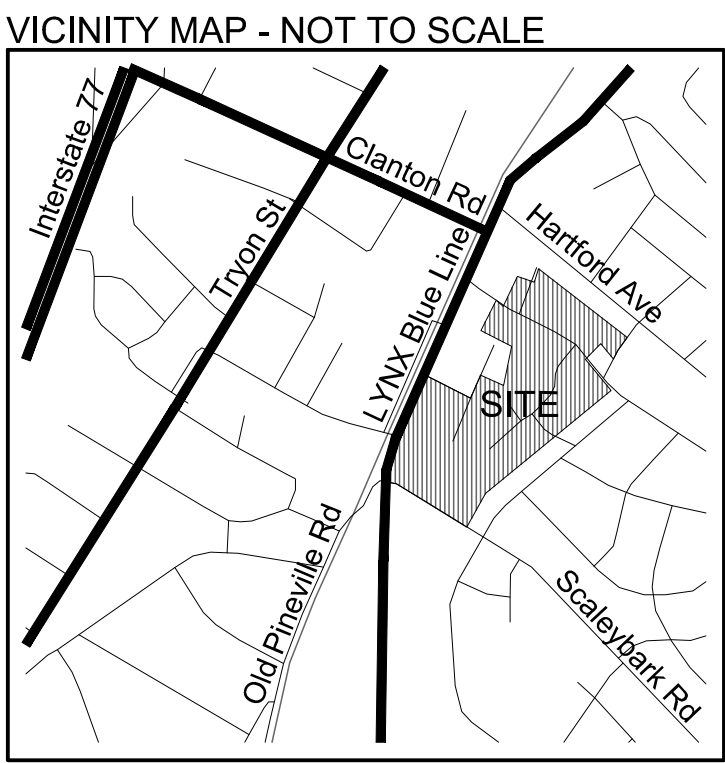 VICINITY MAP - NOT TO SCALE
Interstate 77
Clanton Rd
Tryon St
Hartford Ave
LYNX Blue Line
SITE
Old Pineville Rd
Scaleybark Rd